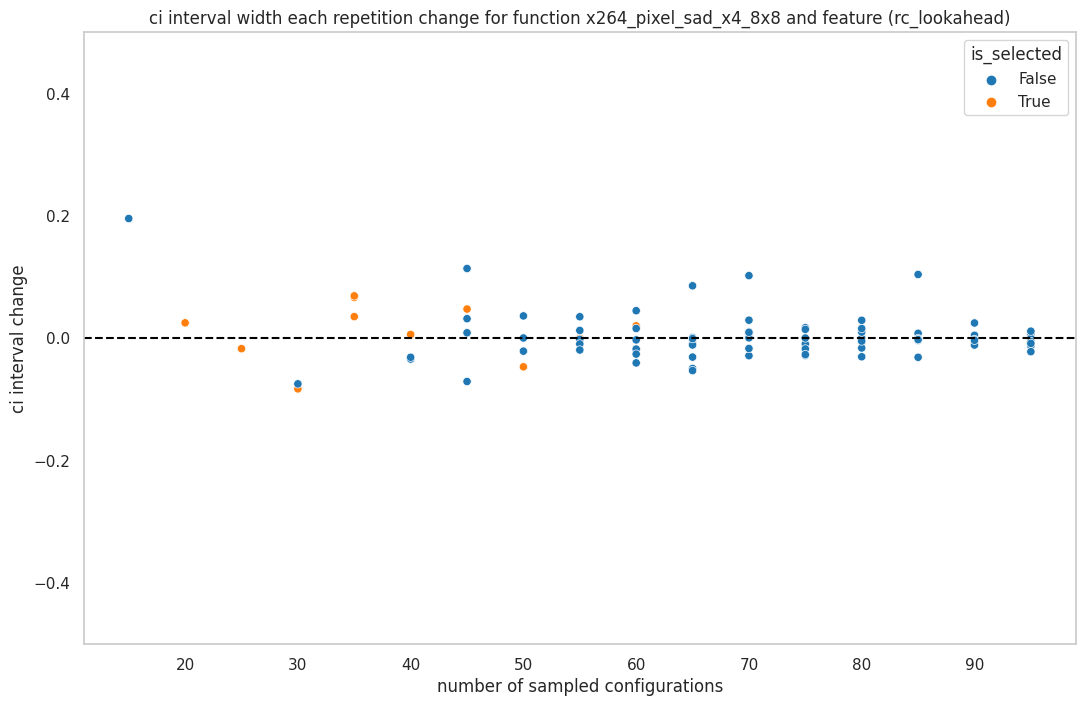 ci interval width each repetition change for function x264_pixel_sad_x4_8x8 and feature (rc_lookahead)
is_selected
False
True
0.4
0.2
0.0
−0.2
−0.4
ci interval change
20 30 40 50 60 70 80 90
number of sampled configurations